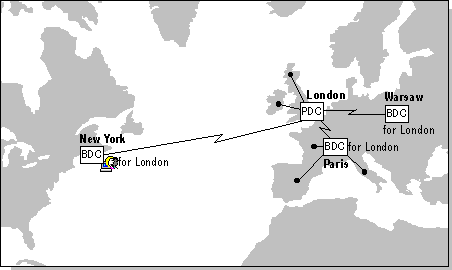 London
PDC
Warsaw
BDC
for London
New York
BDC
for London
BDC for London
Paris